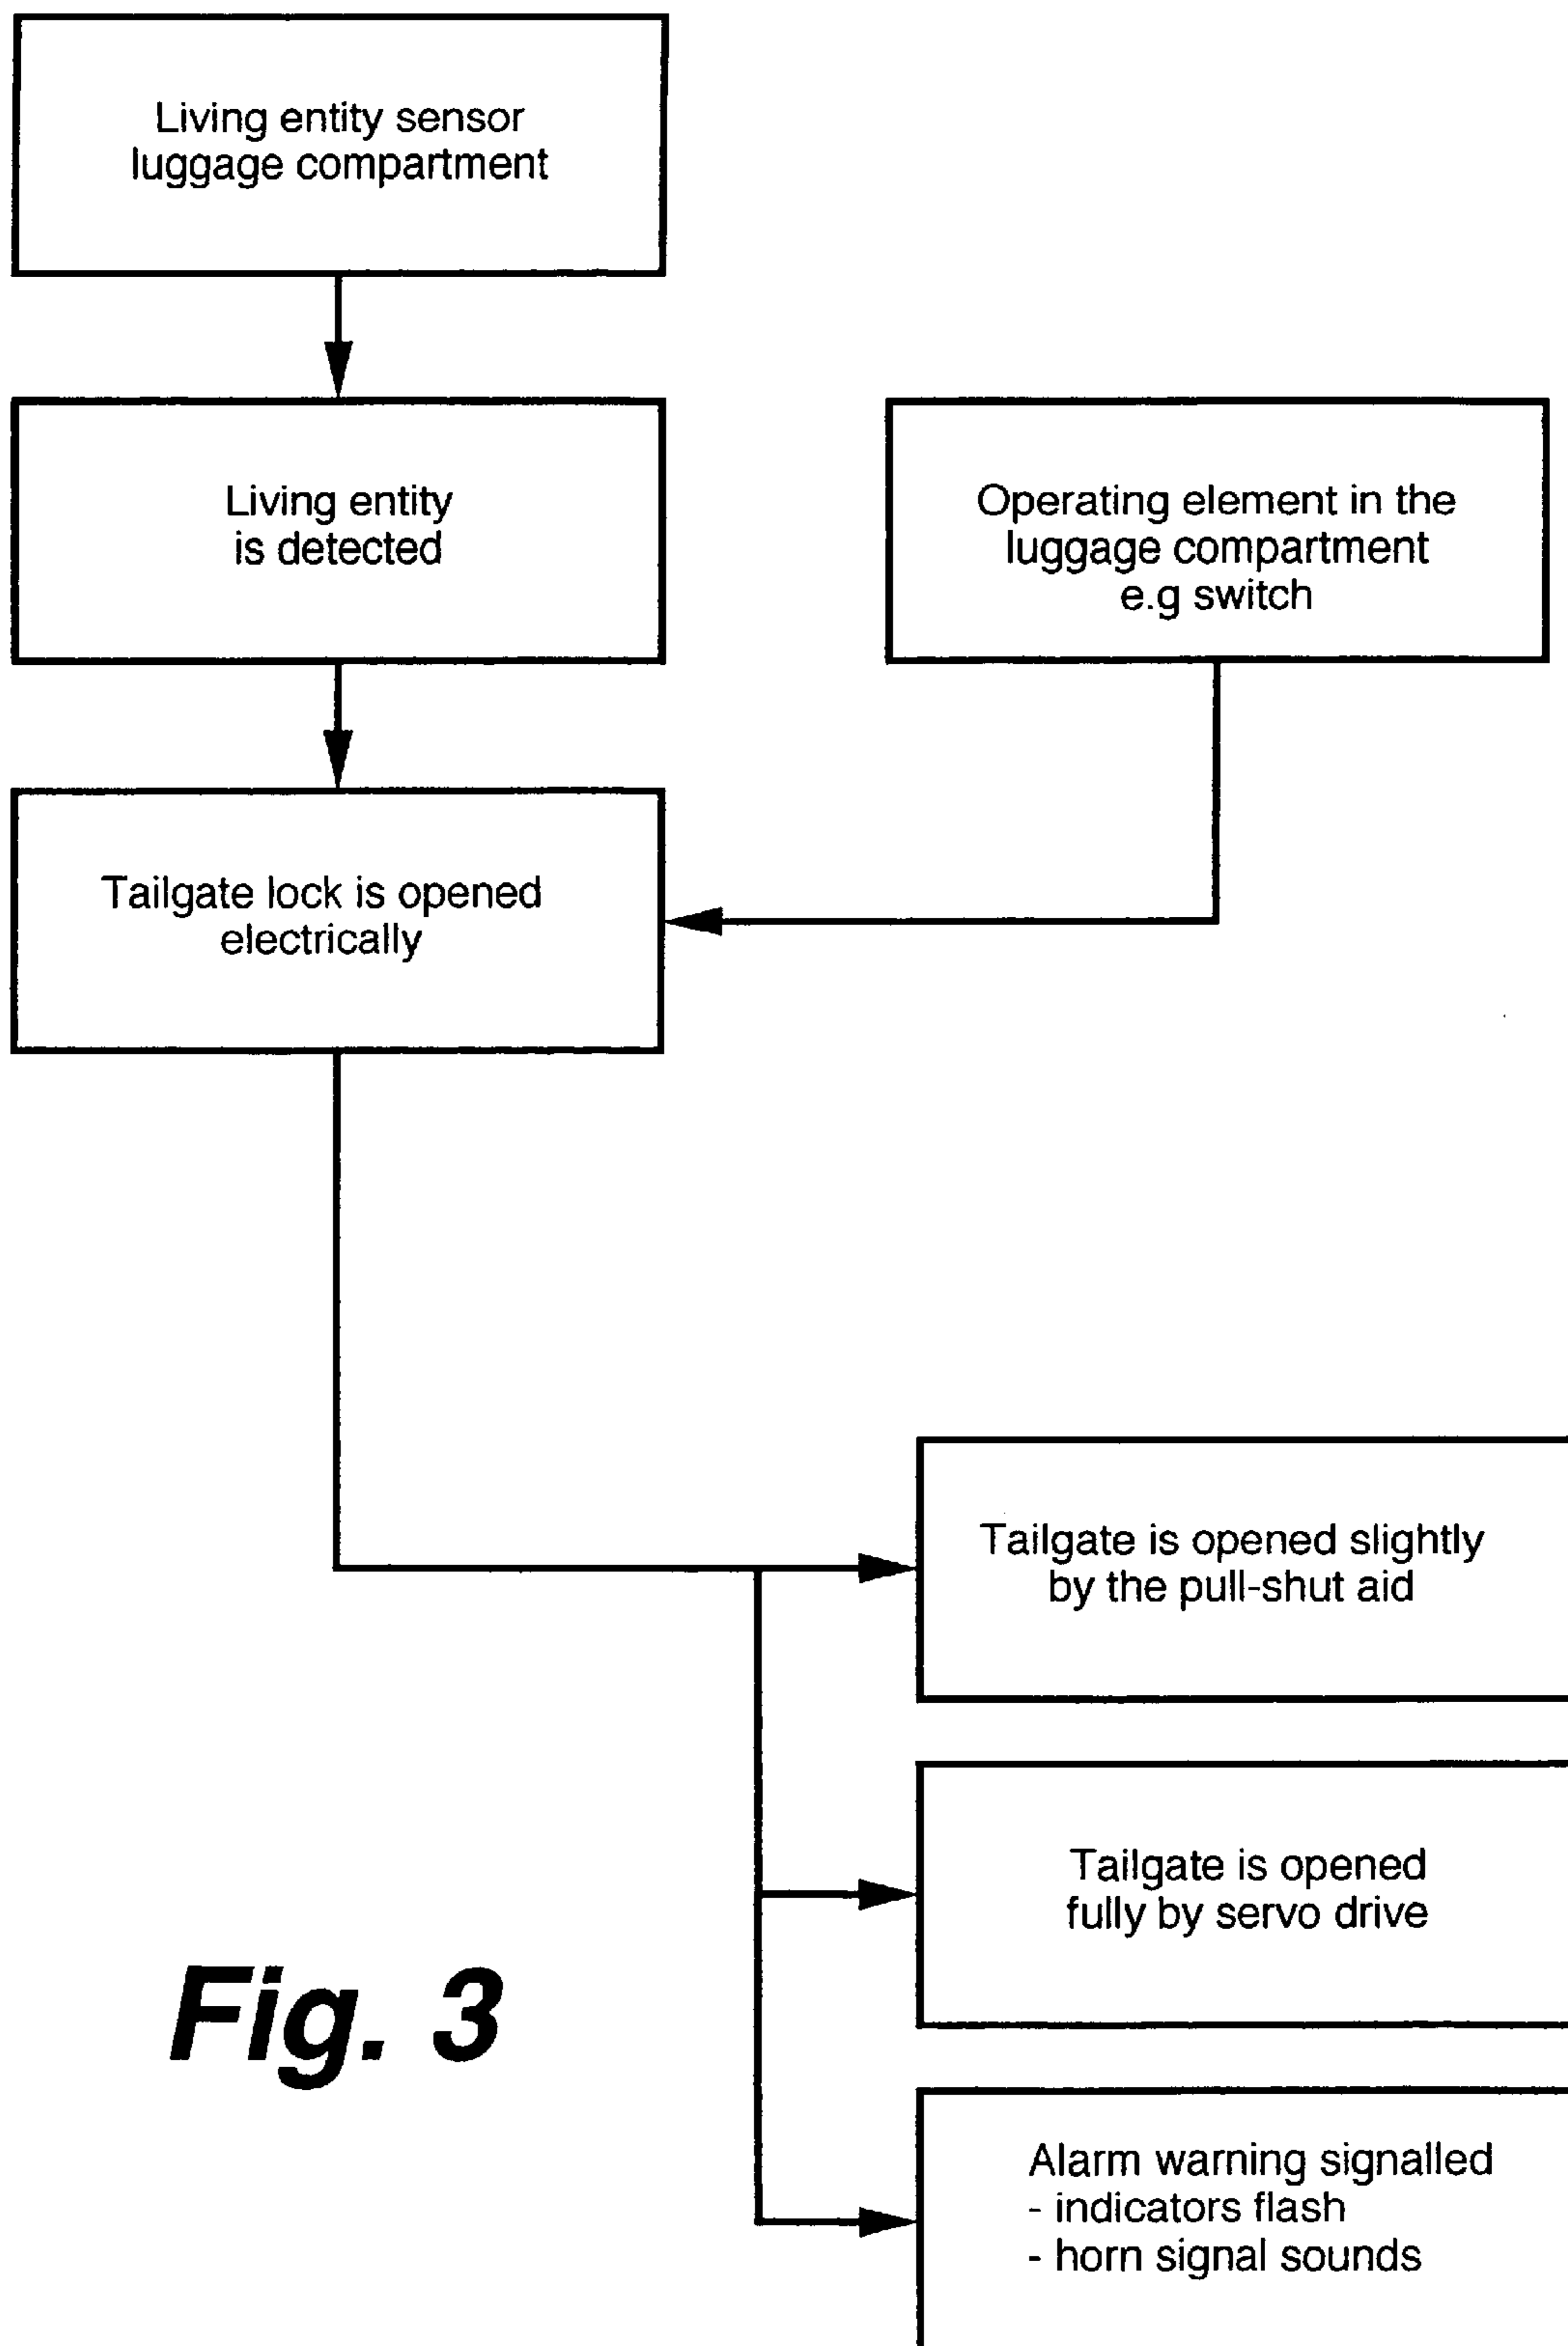 Living entity sensor
luggage compartment
Living entity
is detected
Operating element in the
luggage compartment
e.g switch
Tailgate lock is opened
electrically
Tailgate is opened slightly
by the pull-shut aid
Tailgate is opened
fully by servo drive
Alarm warning signalled
- indicators flash
- horn signal sounds
Fig. 3